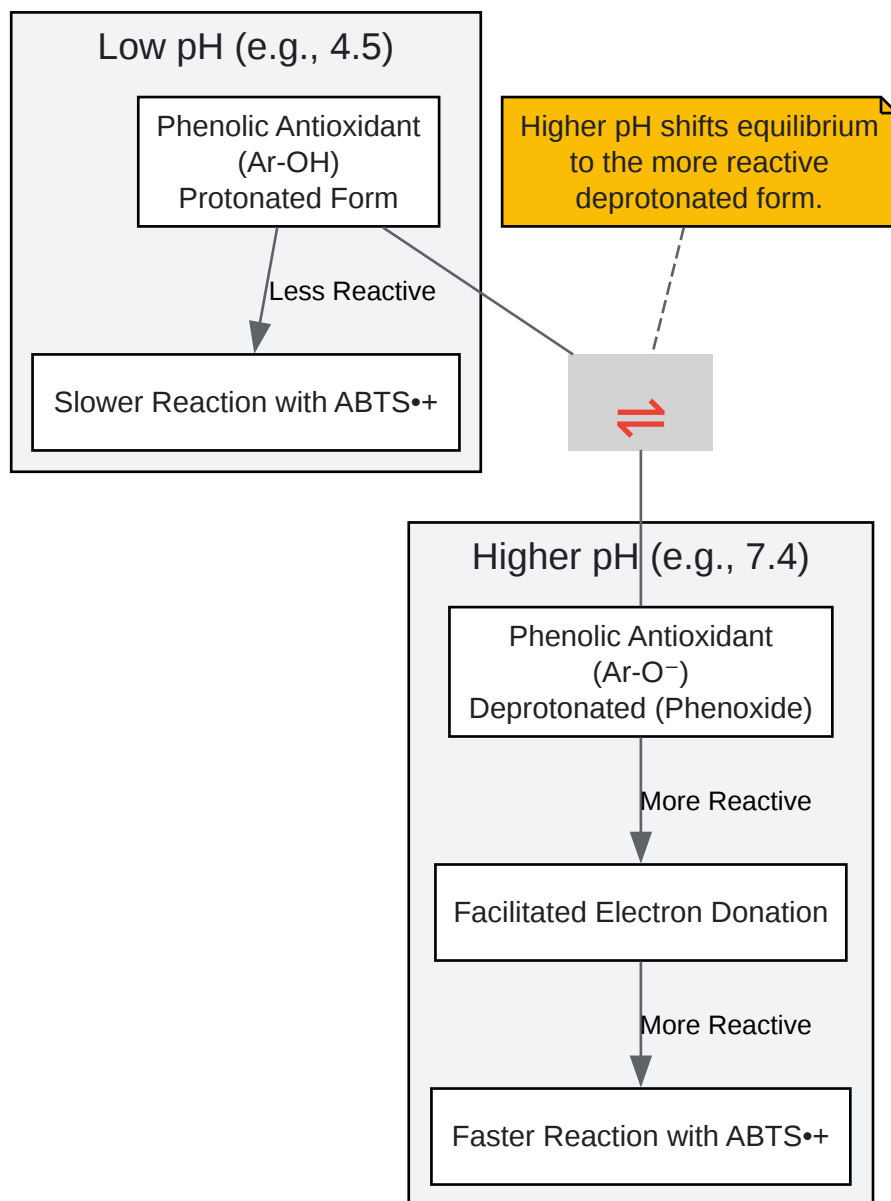 Low pH (e.g., 4.5)
Phenolic Antioxidant
(Ar-OH)
Protonated Form
Higher pH shifts equilibrium
to the more reactive
deprotonated form.
Less Reactive
Slower Reaction with ABTS•+
⇌
Higher pH (e.g., 7.4)
Phenolic Antioxidant
(Ar-O⁻)
Deprotonated (Phenoxide)
More Reactive
Facilitated Electron Donation
More Reactive
Faster Reaction with ABTS•+